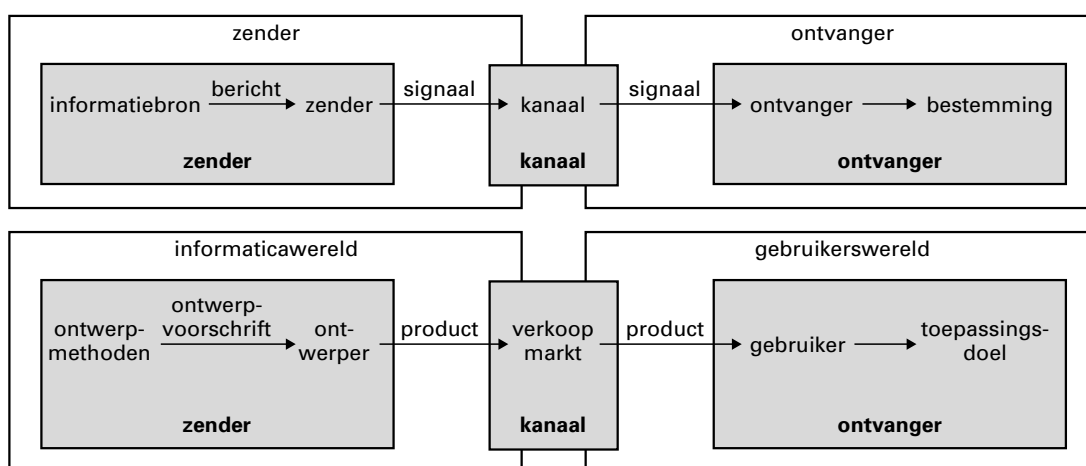 zender
ontvanger
informatiebron
bericht
zender
signaal
kanaal
signaal
ontvanger
bestemming
zender
kanaal
ontvanger
informaticawereld
gebruikerswereld
ontwerp-
methoden
ontwerp-
voorschrift
ont-
werper
product
verkoop
markt
product
gebruiker
toepassings-
doel
zender
kanaal
ontvanger